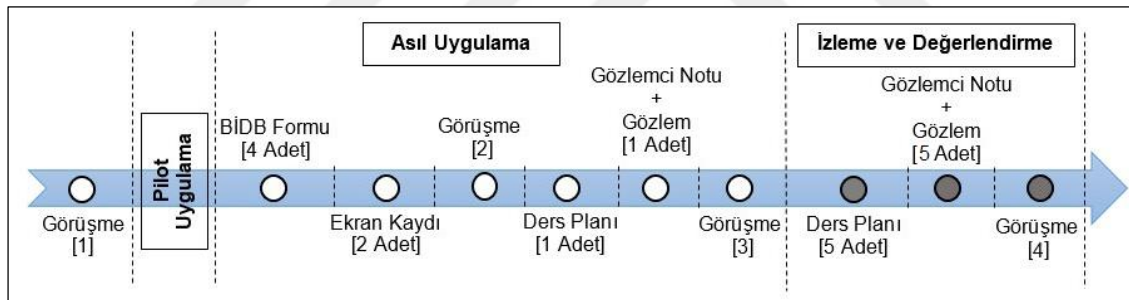 Asıl Uygulama
İzleme ve Değerlendirme
Görüşme
[1]
Pilot
Uygulama
BİDB Formu
[4 Adet]
Ekran Kaydı
[2 Adet]
Görüşme
[2]
Ders Planı
[1 Adet]
Gözlemci Notu
+
Gözlem
[1 Adet]
Görüşme
[3]
Ders Planı
[5 Adet]
Gözlemci Notu
+
Gözlem
[5 Adet]
Görüşme
[4]